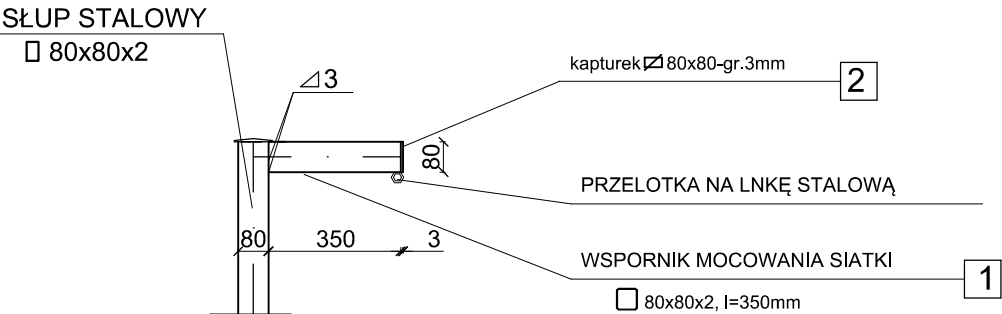 SŁUP STALOWY
80x80x2
3
kapturek 80x80-gr.3mm
2
80
PRZELOTKA NA LNKĘ STALOWĄ
80 350 3
WSPORNIK MOCOWANIA SIATKI
1
80x80x2, l=350mm